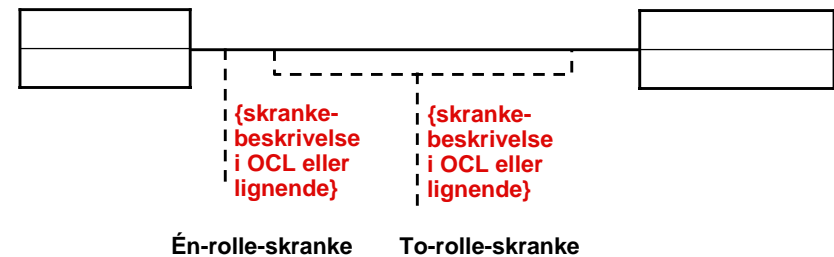 {skranke-
beskrivelse
i OCL eller
lignende}
{skranke-
beskrivelse
i OCL eller
lignende}
Én-rolle-skranke
To-rolle-skranke